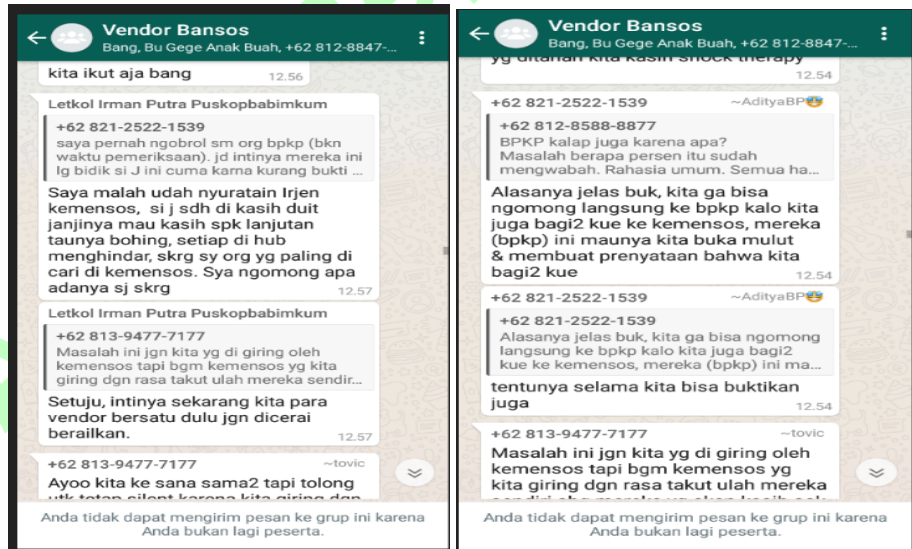 Vendor Bansos
Bang, Bu Gege Anak Buah, +62 812-8847-...
kita ikut aja bang
12.56
Letkol Irman Putra Puskopbabimkum
+62 821-2522-1539
saya pernah ngobrol sm org bpkp (bkn
waktu pemeriksaan). jd intinya mereka ini
lg bidik si J ini cuma karna kurang bukti ...
Saya malah udah nyuratain Irjen
kemensos, si j sdh di kasih duit
janjinya mau kasih spk lanjutan
taunya bohing, setiap di hub
menghindar, skrg sy org yg paling di
cari di kemensos. Sya ngomong apa
adanya sj skrg
12.57
Letkol Irman Putra Puskopbabimkum
+62 813-9477-7177
Masalah ini jgn kita yg di giring oleh
kemensos tapi bgm kemensos yg kita
giring dgn rasa takut ulah mereka sendir...
Setuju, intinya sekarang kita para
vendor bersatu dulu jgn dicerai
berailkan.
12.57
+62 813-9477-7177
~tovic
Ayoo kita ke sana sama2 tapi tolong
utk tetap silent karena kita giring dgn
Anda tidak dapat mengirim pesan ke grup ini karena
Anda bukan lagi peserta.
Vendor Bansos
Bang, Bu Gege Anak Buah, +62 812-8847-...
yg ditahan kita kasih shock therapy
12.54
+62 821-2522-1539
~AdityaBP
+62 812-8588-8877
BPKP kalap juga karena apa?
Masalah berapa persen itu sudah
mengwabah. Rahasia umum. Semua ha...
Alasanya jelas buk, kita ga bisa
ngomong langsung ke bpkp kalo kita
juga bagi2 kue ke kemensos, mereka
(bpkp) ini maunya kita buka mulut
& membuat prenyataan bahwa kita
bagi2 kue
12.54
+62 821-2522-1539
~AdityaBP
+62 821-2522-1539
Alasanya jelas buk, kita ga bisa ngomong
langsung ke bpkp kalo kita juga bagi2
kue ke kemensos, mereka (bpkp) ini ma...
tentunya selama kita bisa buktikan
juga
12.54
+62 813-9477-7177
~tovic
Masalah ini jgn kita yg di giring oleh
kemensos tapi bgm kemensos yg
kita giring dgn rasa takut ulah mereka
Anda tidak dapat mengirim pesan ke grup ini karena
Anda bukan lagi peserta.